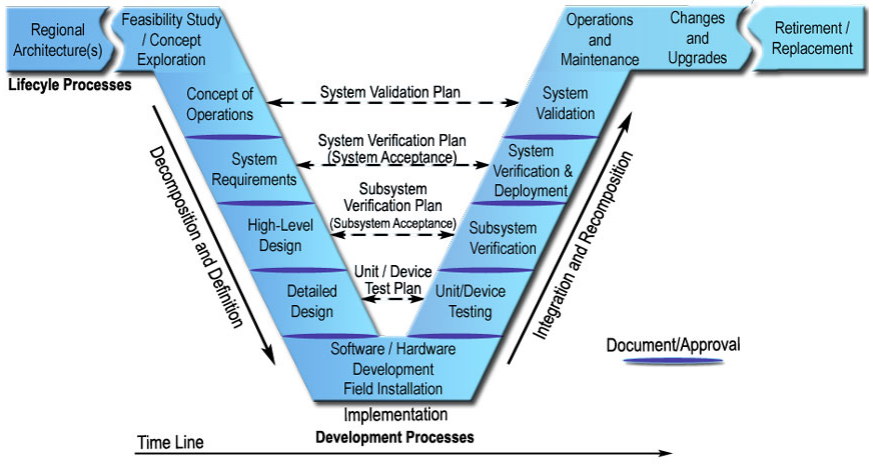 Regional
Architecture(s)
Feasibility Study
/ Concept
Exploration
Operations
and
Maintenance
Changes
and
Upgrades
Retirement /
Replacement
Lifecyle Processes
Concept of
Operations
System Validation Plan
System
Validation
System
Requirements
System Verification Plan
(System Acceptance)
System
Verification &
Deployment
High-Level
Design
Subsystem
Verification Plan
(Subsystem Acceptance)
Subsystem
Verification
Detailed
Design
Unit / Device
Test Plan
Unit/Device
Testing
Decomposition and Definition
Integration and Recomposition
Software / Hardware
Development
Field Installation
Document/Approval
Implementation
Development Processes
Time Line